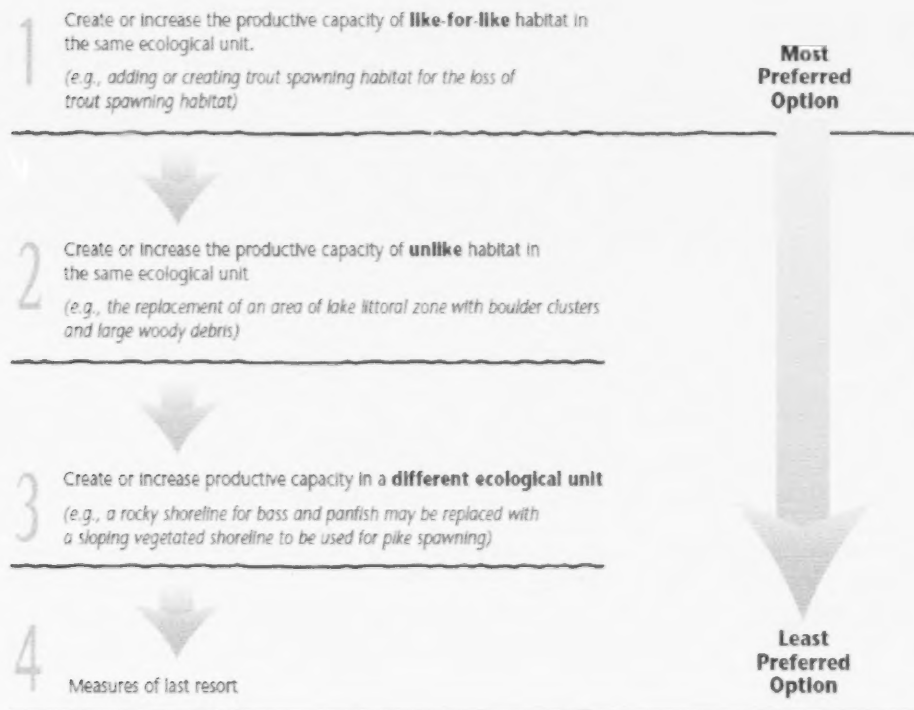 1
Create or increase the productive capacity of like-for-like habitat in
the same ecological unit.
(e.g., adding or creating trout spawning habitat for the loss of
trout spawning habitat)
Most
Preferred
Option
2
Create or increase the productive capacity of unlike habitat in
the same ecological unit
(e.g., the replacement of an area of lake littoral zone with boulder clusters
and large woody debris)
3
Create or increase productive capacity in a different ecological unit
(e.g., a rocky shoreline for bass and panfish may be replaced with
a sloping vegetated shoreline to be used for pike spawning)
4
Measures of last resort
Least
Preferred
Option